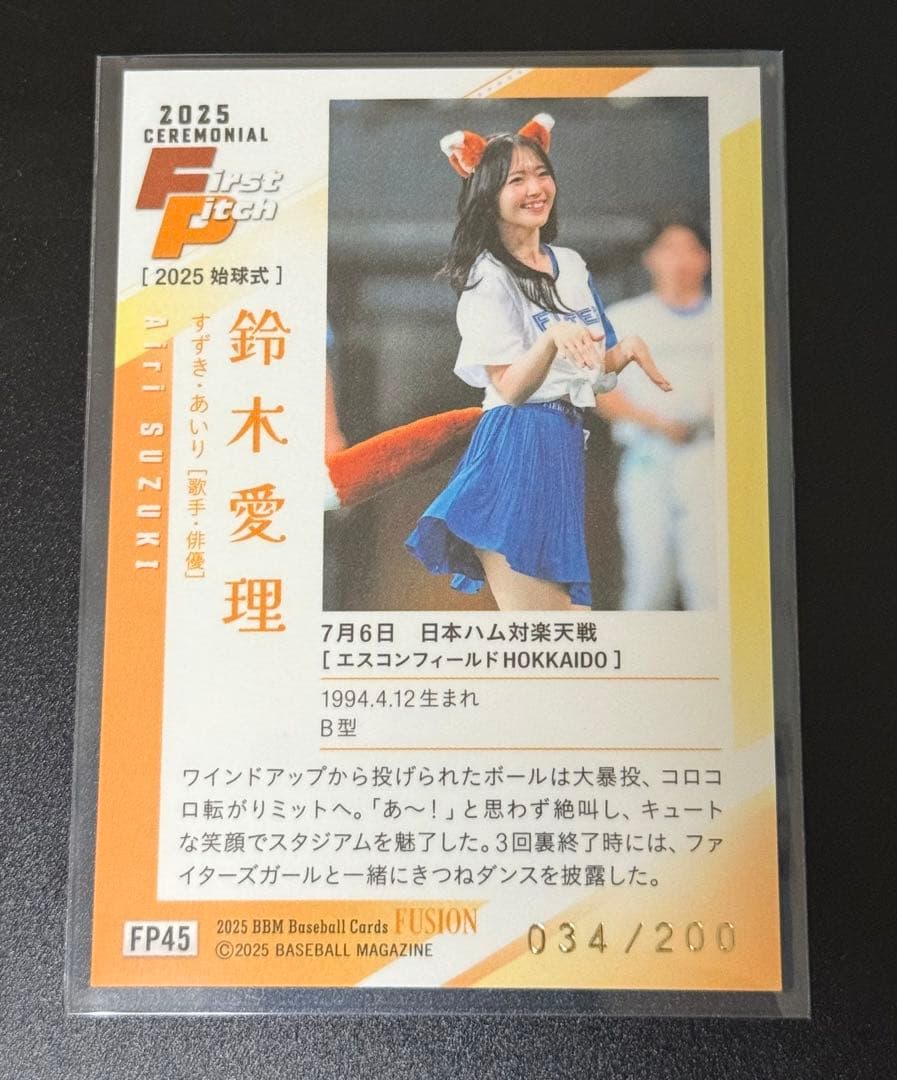 2025
CEREMONIAL
First
Pitch
[ 2025 始球式 ]
鈴木愛理
すずき・あいり [歌手・俳優]
Airi SUZUKI
7月6日 日本ハム対楽天戦
[ エスコンフィールドHOKKAIDO ]
1994.4.12生まれ
B型
ワインドアップから投げられたボールは大暴投、コロコ
ロ転がりミットへ。「あ〜！」と思わず絶叫し、キュート
な笑顔でスタジアムを魅了した。3回裏終了時には、ファ
イターズガールと一緒にきつねダンスを披露した。
FP45
2025 BBM Baseball Cards FUSION
©2025 BASEBALL MAGAZINE
034/200